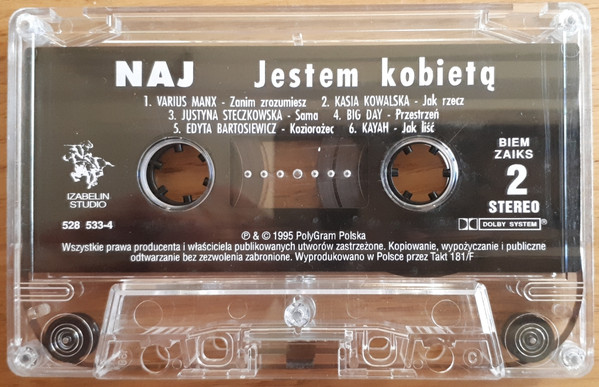 NAJ Jestem kobietą
1. VARIUS MANX - Zanim zrozumiesz 2. KASIA KOWALSKA - Jak rzecz
3. JUSTYNA STECZKOWSKA - Sama 4. BIG DAY - Przestrzeń
5. EDYTA BARTOSIEWICZ - Koziorożec 6. KAYAH - Jak liść
IZABELIN
STUDIO
528 533-4
BIEM
ZAIKS
2
STEREO
DOLBY SYSTEM®
℗ & © 1995 PolyGram Polska
Wszystkie prawa producenta i właściciela publikowanych utworów zastrzeżone. Kopiowanie, wypożyczanie i publiczne
odtwarzanie bez zezwolenia zabronione. Wyprodukowano w Polsce przez Takt 181/F